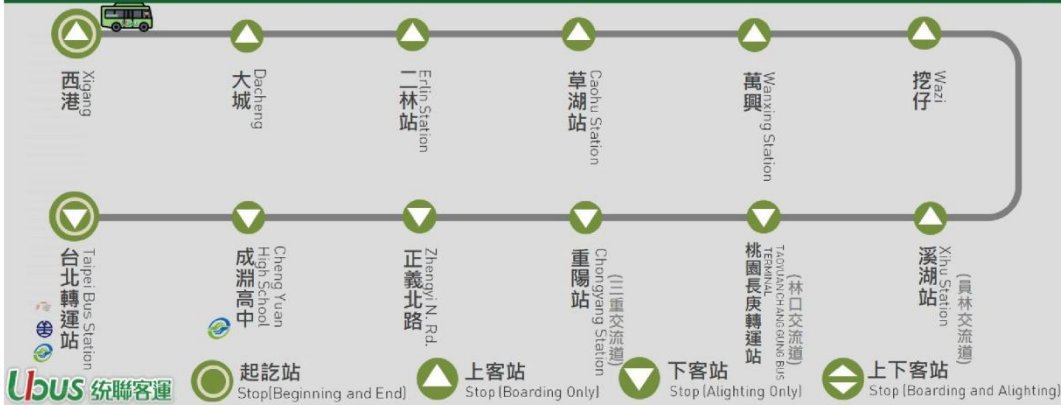 西港
Xigang
大城
Dacheng
二林站
Erlin Station
草湖站
Caohu Station
萬興
Wanxing Station
挖仔
Wazi
台北轉運站
Taipei Bus Station
成淵高中
Cheng Yuan
High School
正義北路
Zhengyi N. Rd.
重陽站
Chongyang Station
(三重交流道)
桃園長庚轉運站
TAOYUAN CHANG GUNG BUS
TERMINAL
(林口交流道)
溪湖站
Xihu Station
(員林交流道)
Ubus 統聯客運
起訖站
Stop(Beginning and End)
上客站
Stop (Boarding Only)
下客站
Stop (Alighting Only)
上下客站
Stop (Boarding and Alighting)